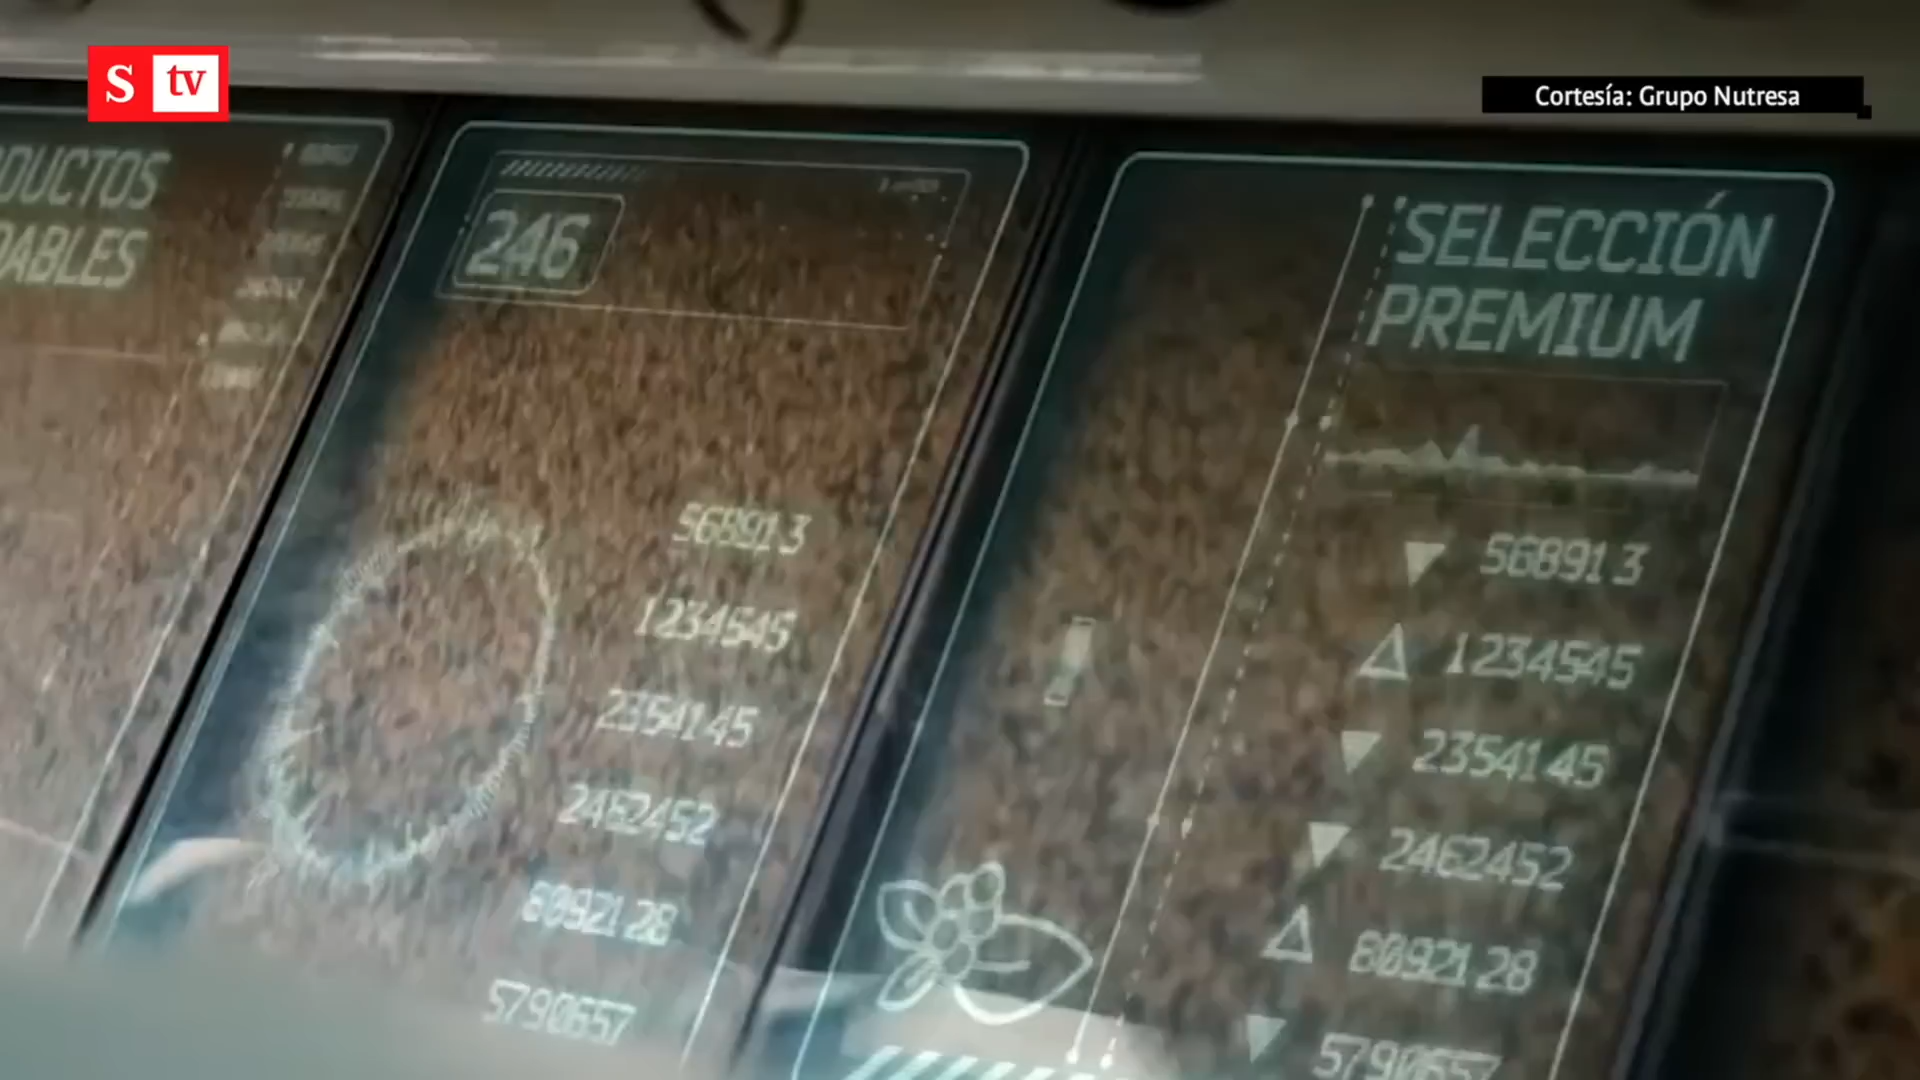 S tv
Cortesía: Grupo Nutresa
DUCTOS
DABLES
246
568913
1234545
2354145
2462452
8092128
5790657
SELECCIÓN
PREMIUM
568913
1234545
2354145
2462452
8092128
5790657